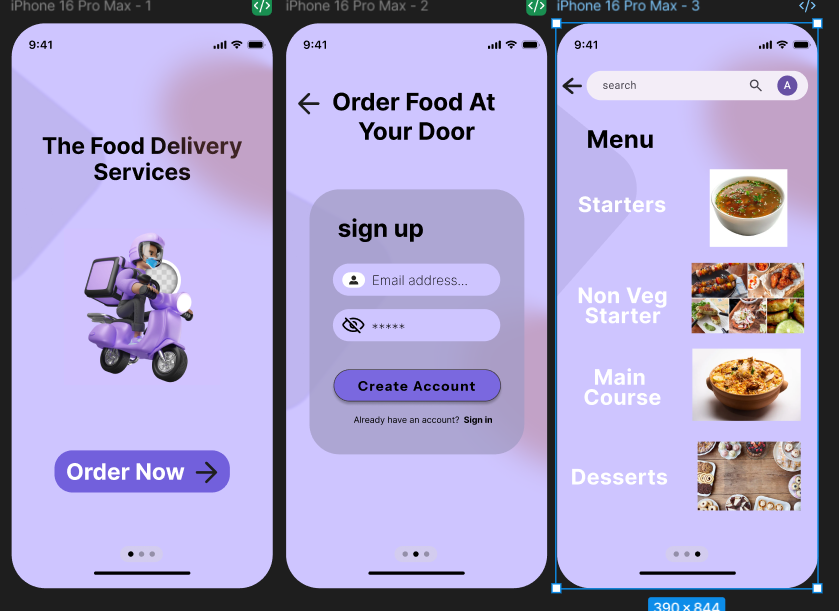 iPhone 16 Pro Max - 1
9:41
The Food Delivery
Services
Order Now
iPhone 16 Pro Max - 2
9:41
Order Food At
Your Door
sign up
Email address...
*****
Create Account
Already have an account? Sign in
iPhone 16 Pro Max - 3
9:41
search
A
Menu
Starters
Non Veg
Starter
Main
Course
Desserts
390 × 844